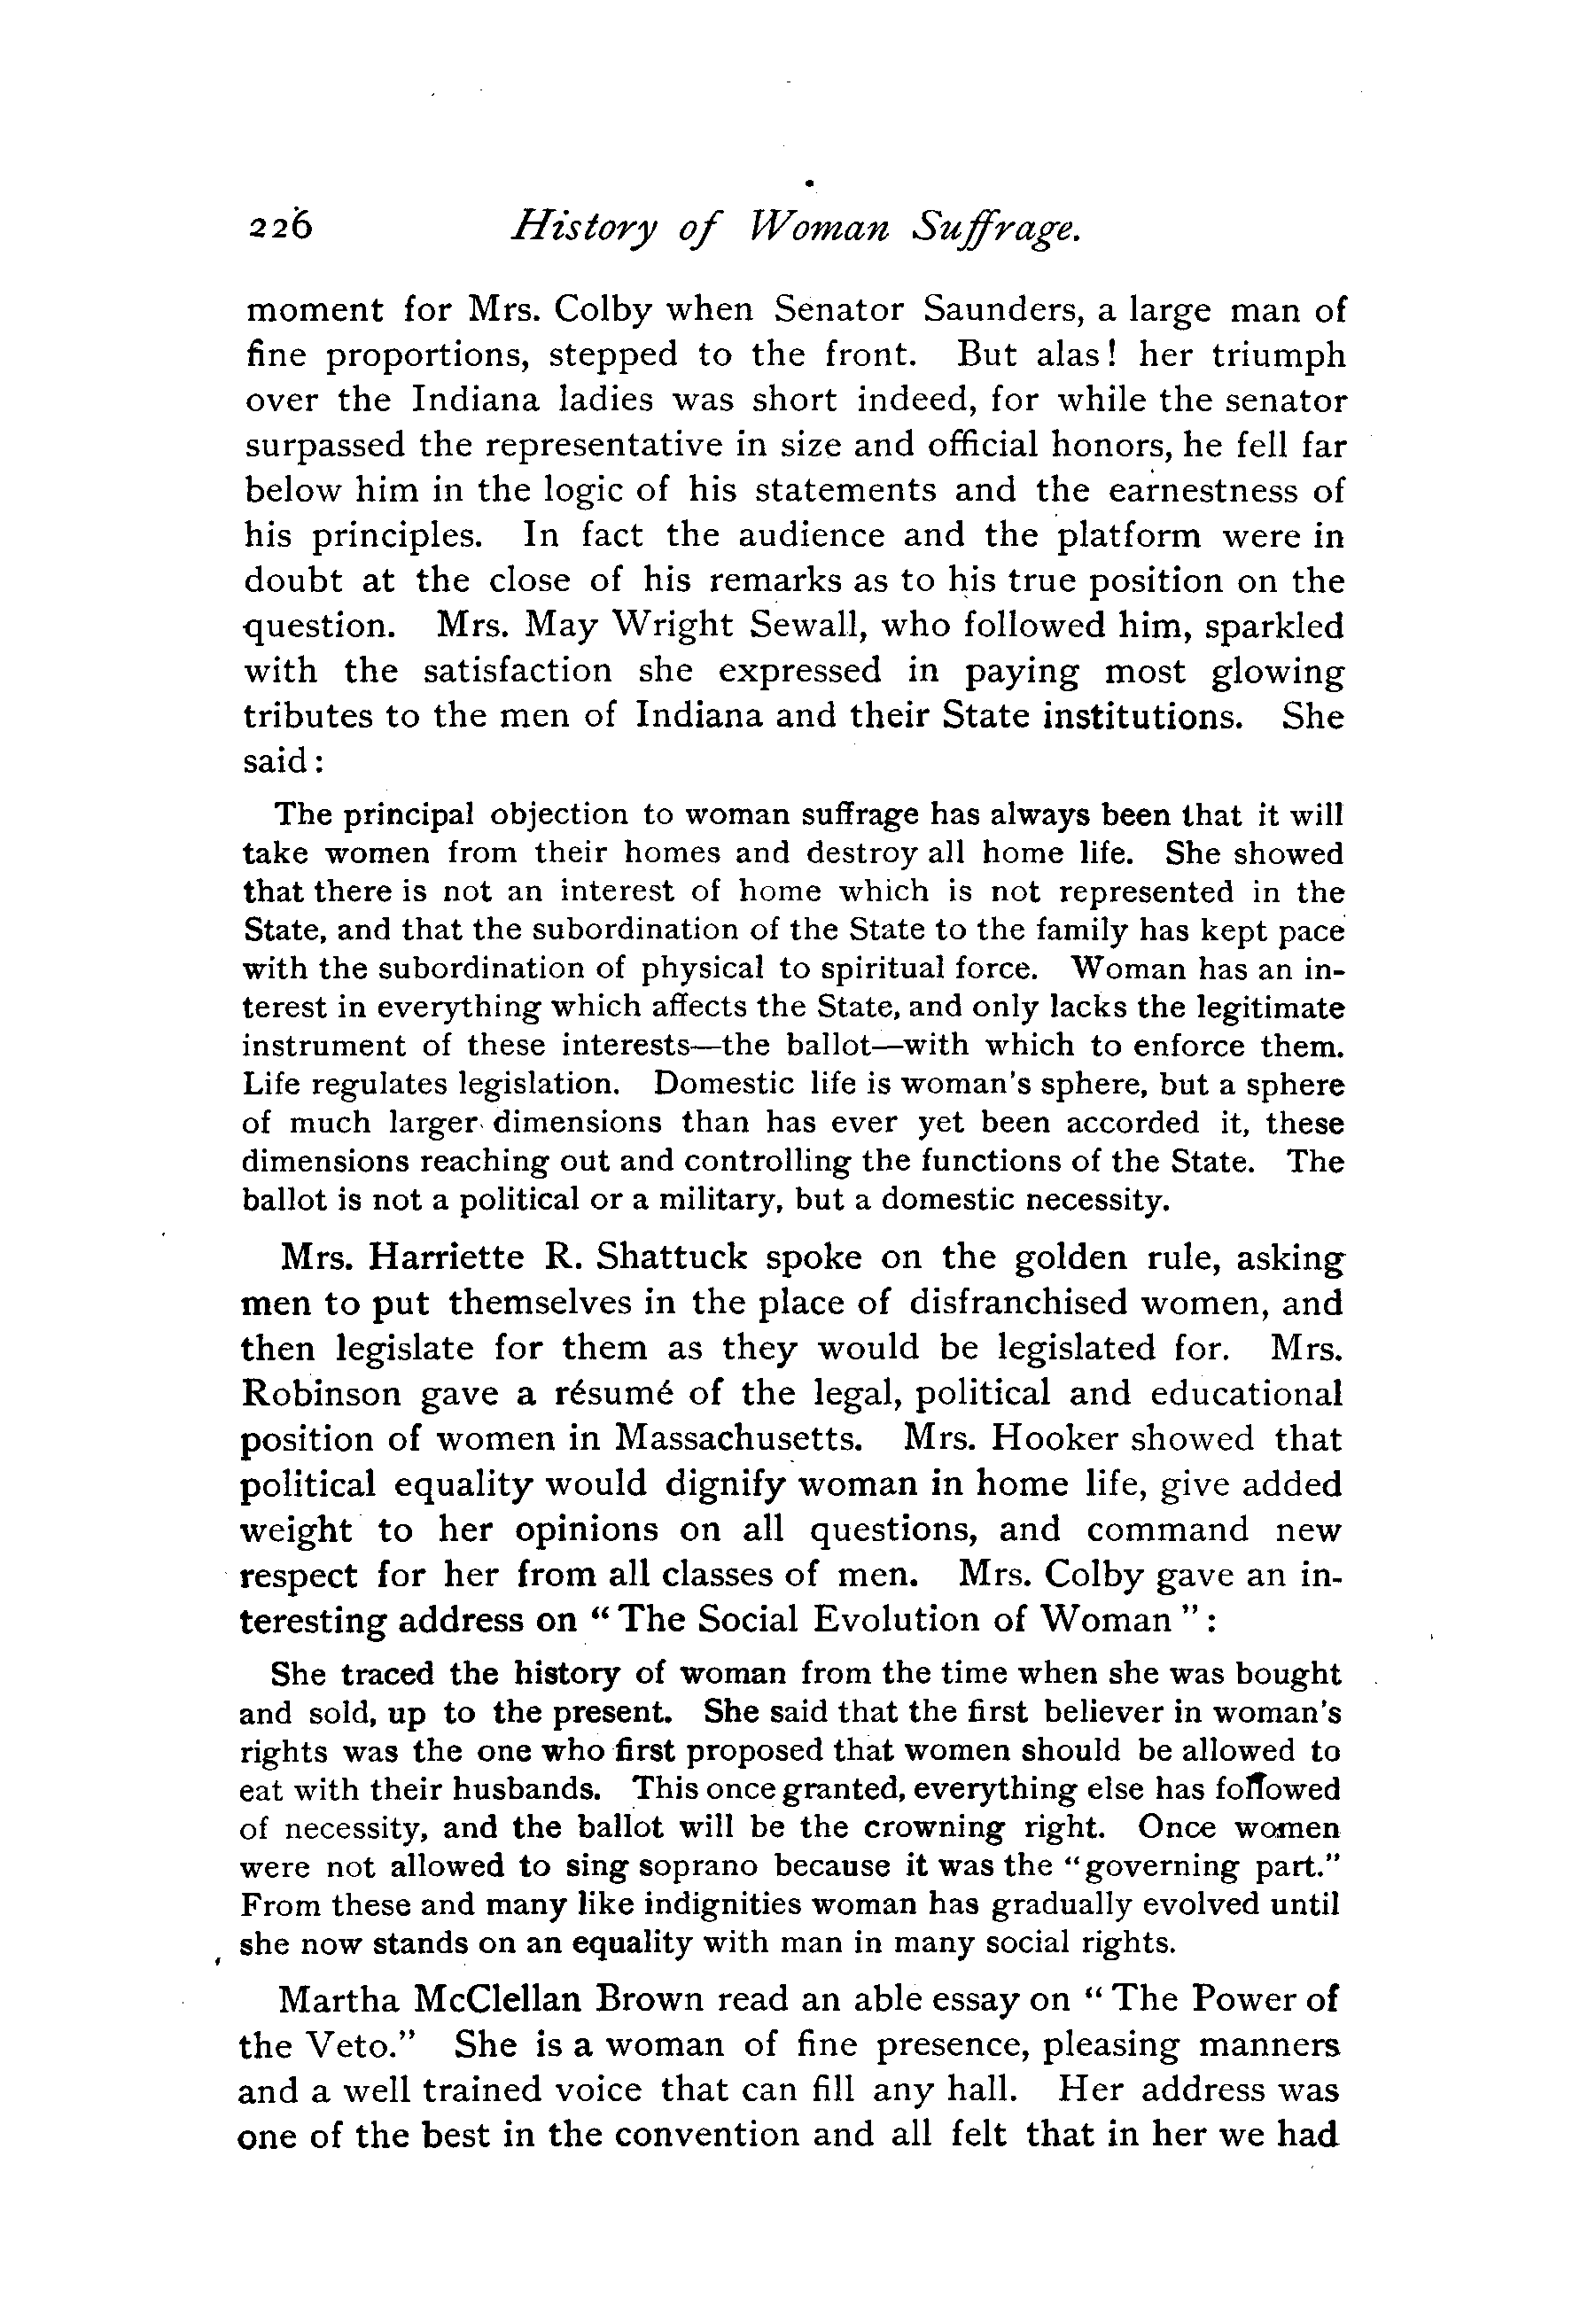 226 History of Woman Suffrage.
moment for Mrs. Colby when Senator Saunders, a large man of
fine proportions, stepped to the front. But alas! her triumph
over the Indiana ladies was short indeed, for while the senator
surpassed the representative in size and official honors, he fell far
below him in the logic of his statements and the earnestness of
his principles. In fact the audience and the platform were in
doubt at the close of his remarks as to his true position on the
question. Mrs. May Wright Sewall, who followed him, sparkled
with the satisfaction she expressed in paying most glowing
tributes to the men of Indiana and their State institutions. She
said:
The principal objection to woman suffrage has always been that it will
take women from their homes and destroy all home life. She showed
that there is not an interest of home which is not represented in the
State, and that the subordination of the State to the family has kept pace
with the subordination of physical to spiritual force. Woman has an in-
terest in everything which affects the State, and only lacks the legitimate
instrument of these interests—the ballot—with which to enforce them.
Life regulates legislation. Domestic life is woman's sphere, but a sphere
of much larger dimensions than has ever yet been accorded it, these
dimensions reaching out and controlling the functions of the State. The
ballot is not a political or a military, but a domestic necessity.
Mrs. Harriette R. Shattuck spoke on the golden rule, asking
men to put themselves in the place of disfranchised women, and
then legislate for them as they would be legislated for. Mrs.
Robinson gave a résumé of the legal, political and educational
position of women in Massachusetts. Mrs. Hooker showed that
political equality would dignify woman in home life, give added
weight to her opinions on all questions, and command new
respect for her from all classes of men. Mrs. Colby gave an in-
teresting address on "The Social Evolution of Woman":
She traced the history of woman from the time when she was bought
and sold, up to the present. She said that the first believer in woman's
rights was the one who first proposed that women should be allowed to
eat with their husbands. This once granted, everything else has followed
of necessity, and the ballot will be the crowning right. Once women
were not allowed to sing soprano because it was the "governing part."
From these and many like indignities woman has gradually evolved until
she now stands on an equality with man in many social rights.
Martha McClellan Brown read an able essay on "The Power of
the Veto." She is a woman of fine presence, pleasing manners
and a well trained voice that can fill any hall. Her address was
one of the best in the convention and all felt that in her we had